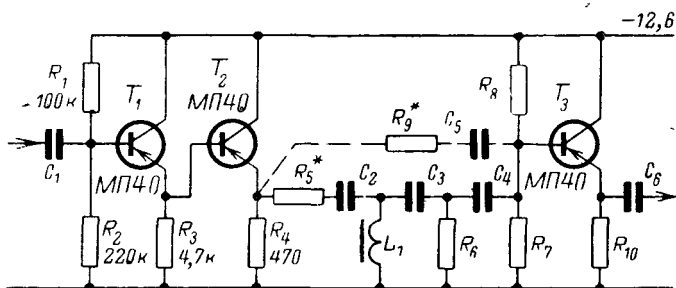 −12,6
R₁
100к
T₁
T₂
МП40
R₉*
C₅
R₈
T₃
C₁
МП40
R₅*
C₂
C₃
C₄
МП40
C₆
R₂
220к
R₃
4,7к
R₄
470
L₁
R₆
R₇
R₁₀